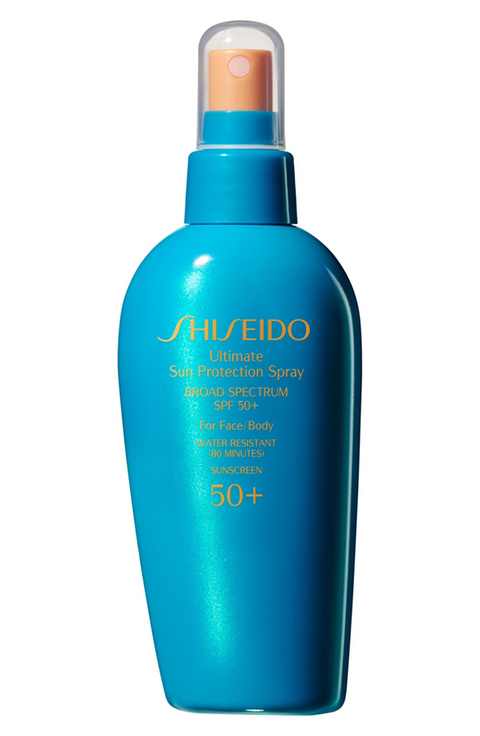 SHISEIDO
Ultimate
Sun Protection Spray
BROAD SPECTRUM
SPF 50+
For Face/Body
WATER RESISTANT
(80 MINUTES)
SUNSCREEN
50+